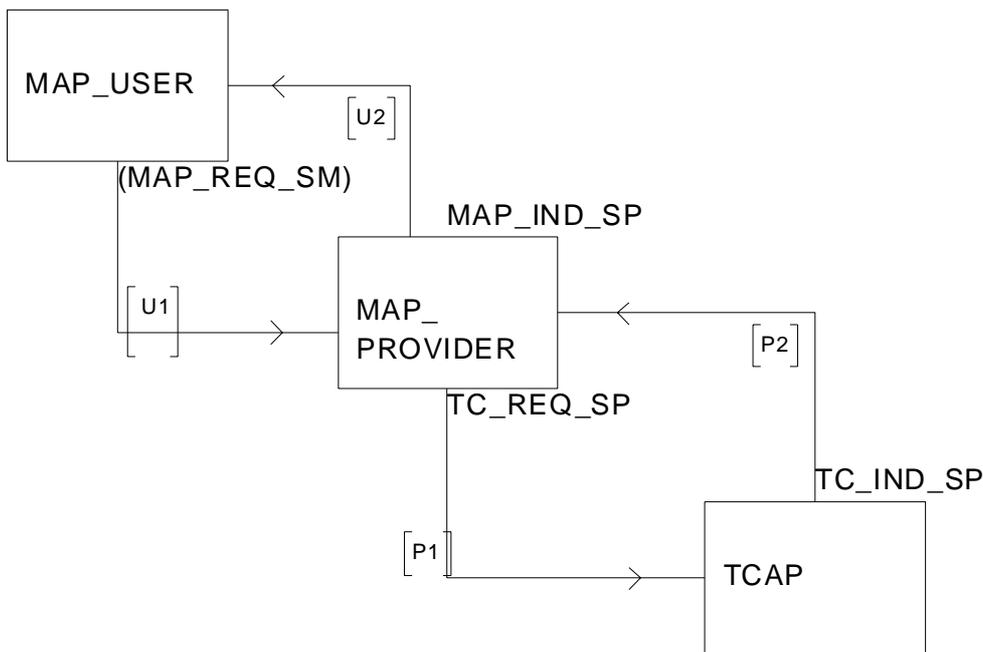 MAP_USER
[U2]
(MAP_REQ_SM)
MAP_IND_SP
[U1]
MAP_
PROVIDER
[P2]
TC_REQ_SP
TC_IND_SP
[P1]
TCAP